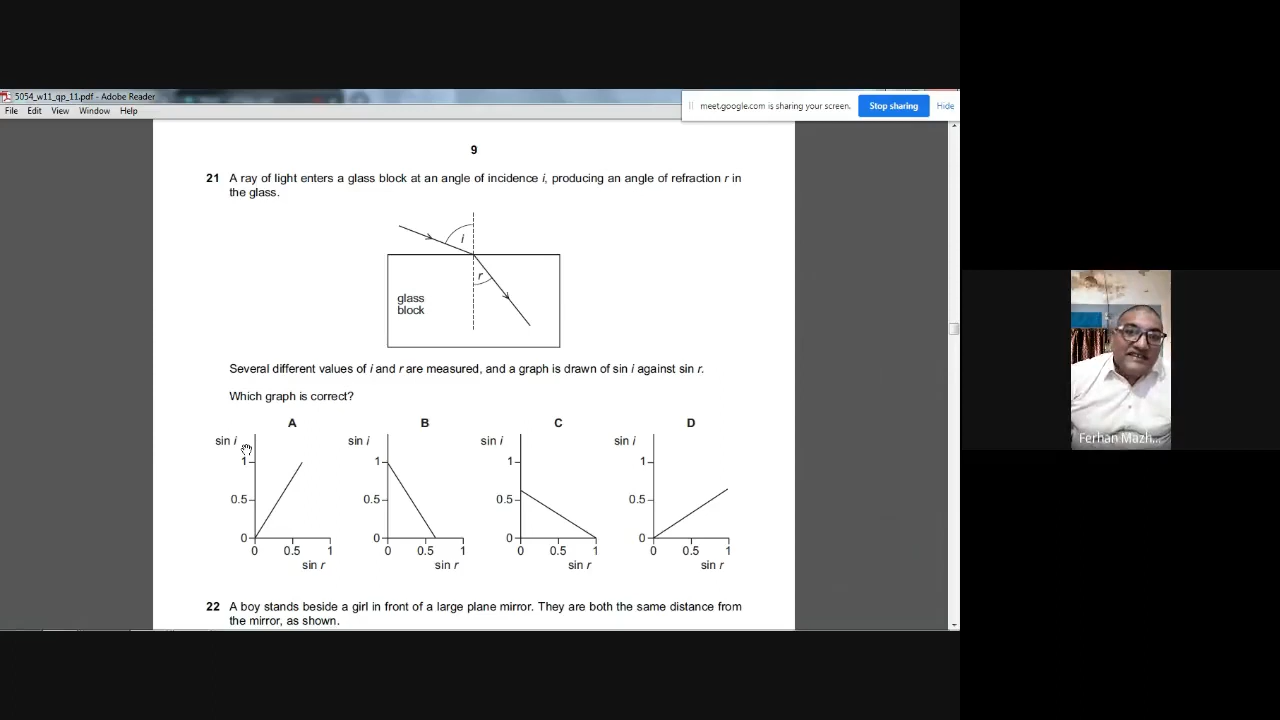 5054_w11_qp_11.pdf - Adobe Reader
File Edit View Window Help
meet.google.com is sharing your screen. Stop sharing Hide
9
21 A ray of light enters a glass block at an angle of incidence i, producing an angle of refraction r in
the glass.
i
r
glass
block
Several different values of i and r are measured, and a graph is drawn of sin i against sin r.
Which graph is correct?
A B C D
sin i sin i sin i sin i
1 1 1 1
0.5 0.5 0.5 0.5
0 0 0 0
0 0.5 1 0 0.5 1 0 0.5 1 0 0.5 1
sin r sin r sin r sin r
22 A boy stands beside a girl in front of a large plane mirror. They are both the same distance from
the mirror, as shown.
Ferhan Mazh...